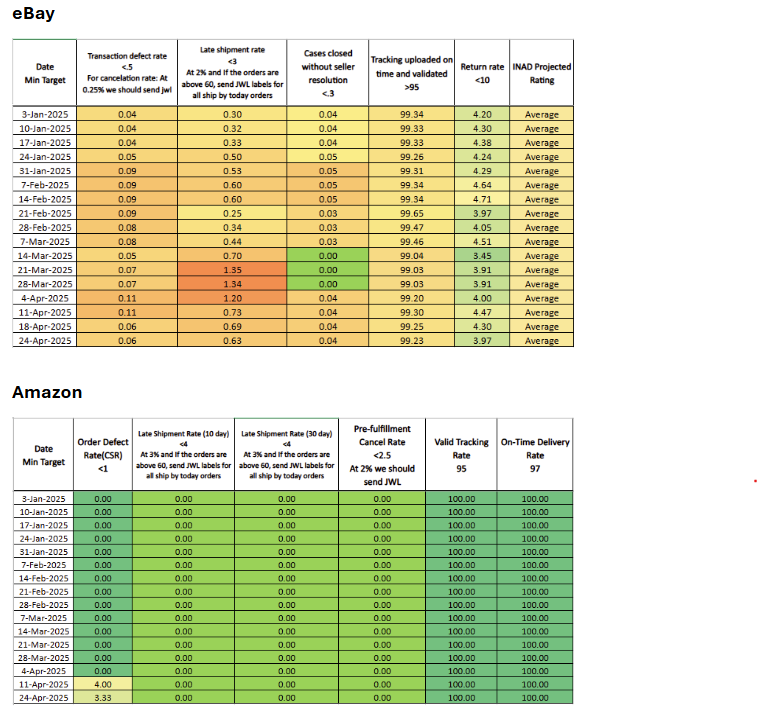 eBay
Date Min Target | Transaction defect rate <.5 For cancelation rate: At 0.25% we should send jwl | Late shipment rate <3 At 2% and If the orders are above 60, send JWL labels for all ship by today orders | Cases closed without seller resolution <.3 | Tracking uploaded on time and validated >95 | Return rate <10 | INAD Projected Rating
3-Jan-2025 0.04 0.30 0.04 99.34 4.20 Average
10-Jan-2025 0.04 0.32 0.04 99.33 4.30 Average
17-Jan-2025 0.04 0.33 0.04 99.33 4.38 Average
24-Jan-2025 0.05 0.50 0.05 99.26 4.24 Average
31-Jan-2025 0.09 0.53 0.05 99.31 4.29 Average
7-Feb-2025 0.09 0.60 0.05 99.34 4.64 Average
14-Feb-2025 0.09 0.60 0.05 99.34 4.71 Average
21-Feb-2025 0.09 0.25 0.03 99.65 3.97 Average
28-Feb-2025 0.08 0.34 0.03 99.47 4.05 Average
7-Mar-2025 0.08 0.44 0.03 99.46 4.51 Average
14-Mar-2025 0.05 0.70 0.00 99.04 3.45 Average
21-Mar-2025 0.07 1.35 0.00 99.03 3.91 Average
28-Mar-2025 0.07 1.34 0.00 99.03 3.91 Average
4-Apr-2025 0.11 1.20 0.04 99.20 4.00 Average
11-Apr-2025 0.11 0.73 0.04 99.30 4.47 Average
18-Apr-2025 0.06 0.69 0.04 99.25 4.30 Average
24-Apr-2025 0.06 0.63 0.04 99.23 3.97 Average
Amazon
Date Min Target | Order Defect Rate(CSR) <1 | Late Shipment Rate (10 day) <4 At 3% and If the orders are above 60, send JWL labels for all ship by today orders | Late Shipment Rate (30 day) <4 At 3% and If the orders are above 60, send JWL labels for all ship by today orders | Pre-fulfillment Cancel Rate <2.5 At 2% we should send JWL | Valid Tracking Rate 95 | On-Time Delivery Rate 97
3-Jan-2025 0.00 0.00 0.00 0.00 100.00 100.00
10-Jan-2025 0.00 0.00 0.00 0.00 100.00 100.00
17-Jan-2025 0.00 0.00 0.00 0.00 100.00 100.00
24-Jan-2025 0.00 0.00 0.00 0.00 100.00 100.00
31-Jan-2025 0.00 0.00 0.00 0.00 100.00 100.00
7-Feb-2025 0.00 0.00 0.00 0.00 100.00 100.00
14-Feb-2025 0.00 0.00 0.00 0.00 100.00 100.00
21-Feb-2025 0.00 0.00 0.00 0.00 100.00 100.00
28-Feb-2025 0.00 0.00 0.00 0.00 100.00 100.00
7-Mar-2025 0.00 0.00 0.00 0.00 100.00 100.00
14-Mar-2025 0.00 0.00 0.00 0.00 100.00 100.00
21-Mar-2025 0.00 0.00 0.00 0.00 100.00 100.00
28-Mar-2025 0.00 0.00 0.00 0.00 100.00 100.00
4-Apr-2025 0.00 0.00 0.00 0.00 100.00 100.00
11-Apr-2025 4.00 0.00 0.00 0.00 100.00 100.00
24-Apr-2025 3.33 0.00 0.00 0.00 100.00 100.00